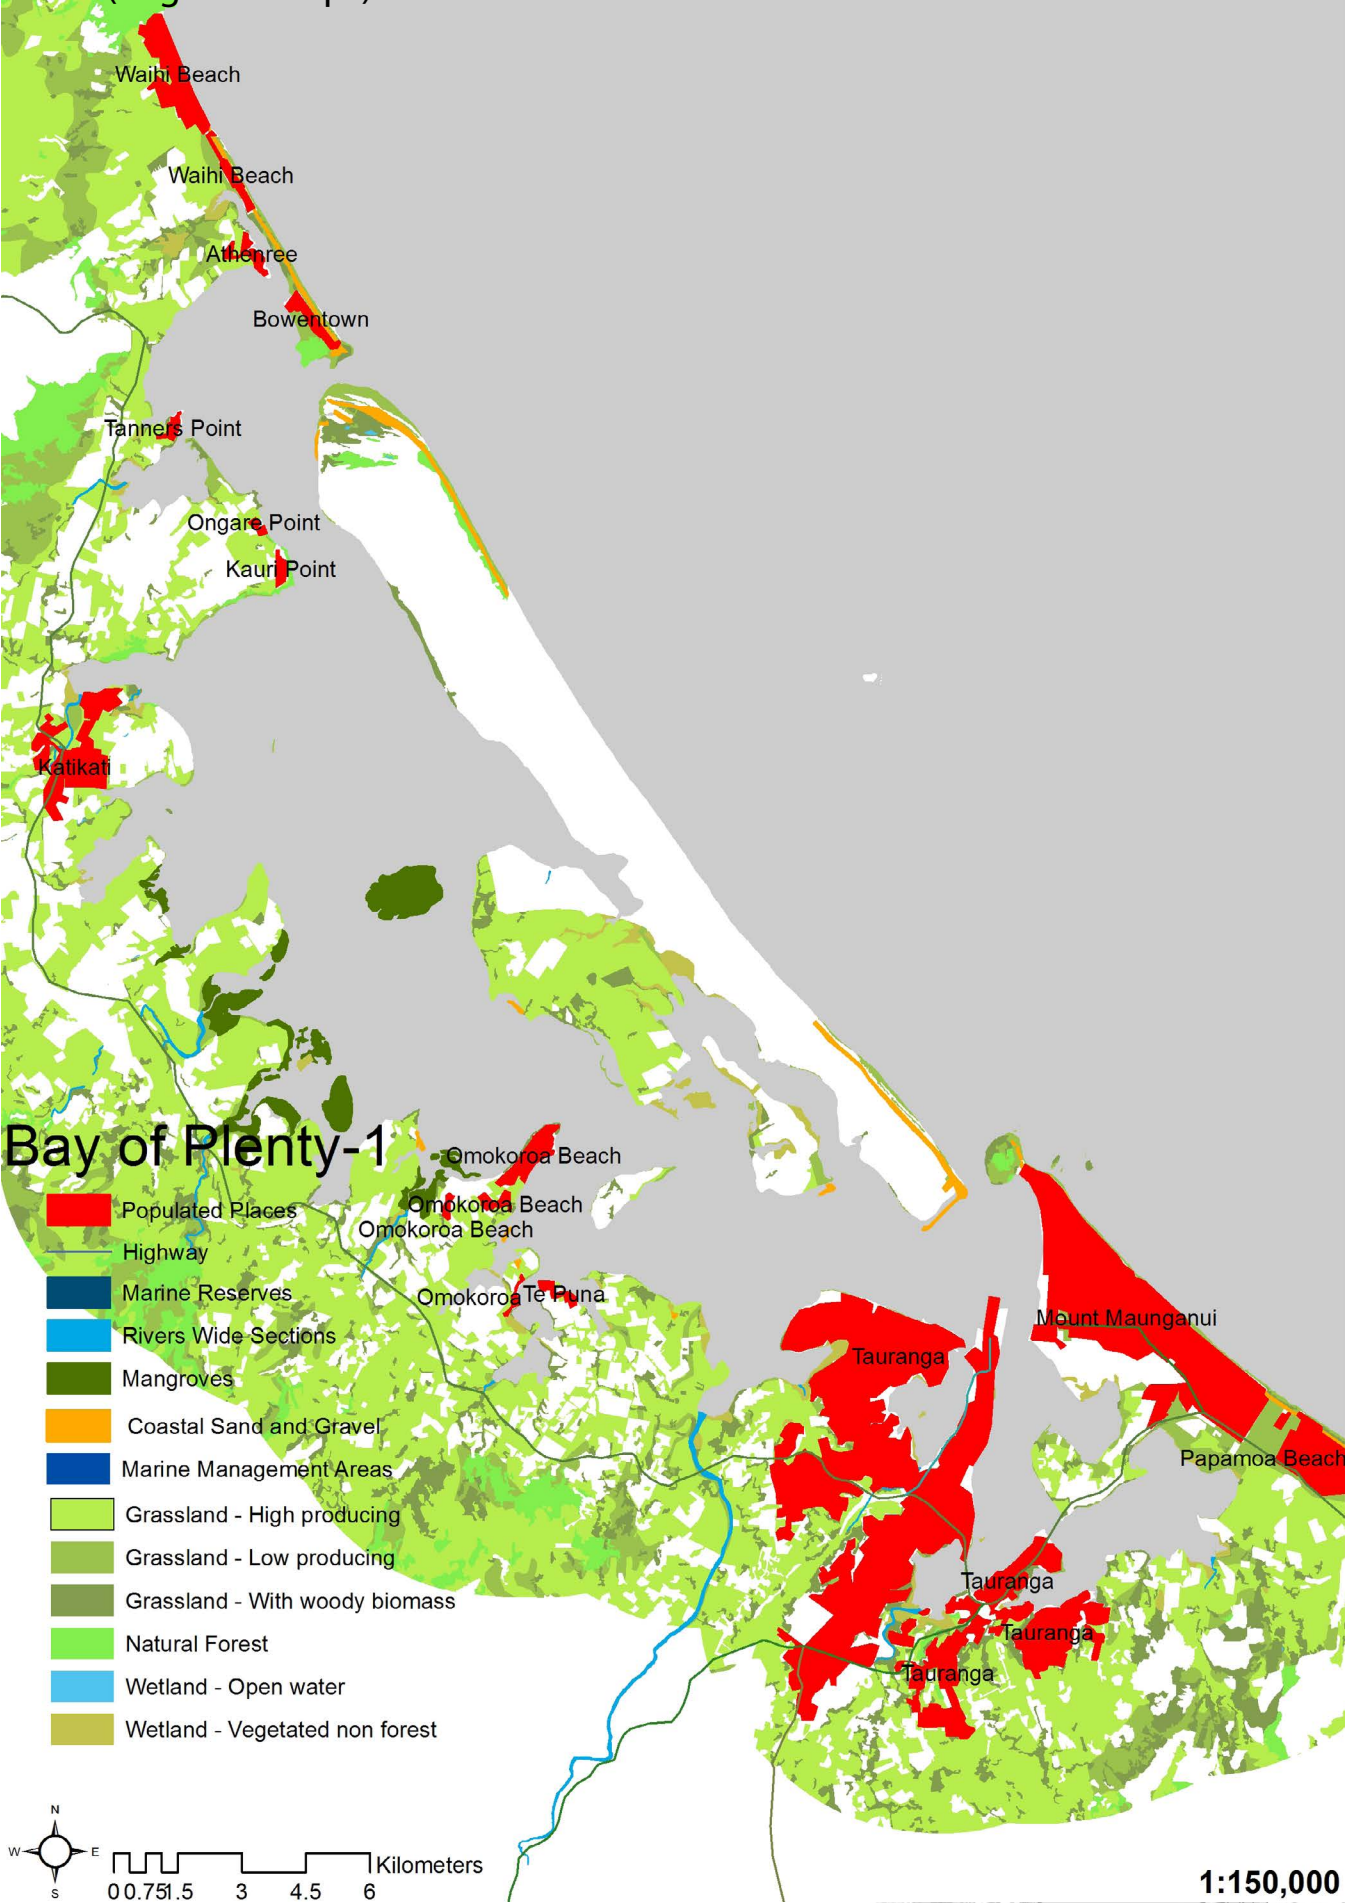 Waihi Beach
Waihi Beach
Athenree
Bowentown
Tanners Point
Ongare Point
Kauri Point
Katikati
Bay of Plenty-1
Omokoroa Beach
Omokoroa Beach
Omokoroa Beach
Omokoroa
Te Puna
Mount Maunganui
Tauranga
Papamoa Beach
Tauranga
Tauranga
Tauranga
Populated Places
Highway
Marine Reserves
Rivers Wide Sections
Mangroves
Coastal Sand and Gravel
Marine Management Areas
Grassland - High producing
Grassland - Low producing
Grassland - With woody biomass
Natural Forest
Wetland - Open water
Wetland - Vegetated non forest
N
W E
S
Kilometers
0 0.75 1.5 3 4.5 6
1:150,000